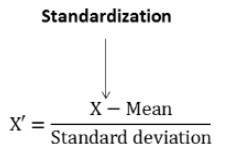 Standardization
X′ = X − Mean
Standard deviation